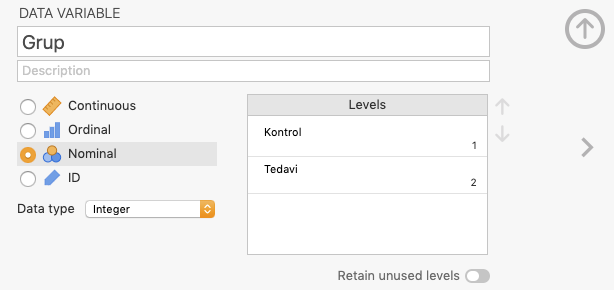 DATA VARIABLE
Grup
Description
Continuous
Ordinal
Nominal
ID
Data type Integer
Levels
Kontrol
1
Tedavi
2
Retain unused levels